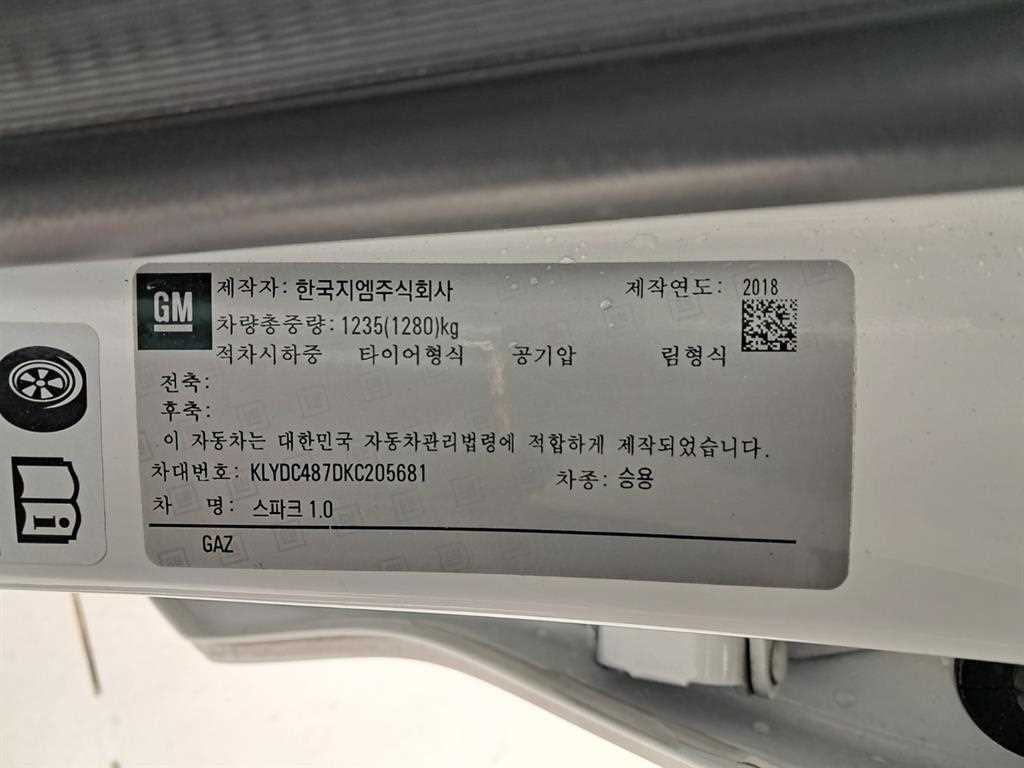 GM 제작자: 한국지엠주식회사 제작연도: 2018
차량총중량: 1235(1280)kg
적차시하중 타이어형식 공기압 림형식
전축:
후축:
이 자동차는 대한민국 자동차관리법령에 적합하게 제작되었습니다.
차대번호: KLYDC487DKC205681 차종: 승용
차 명: 스파크 1.0
GAZ